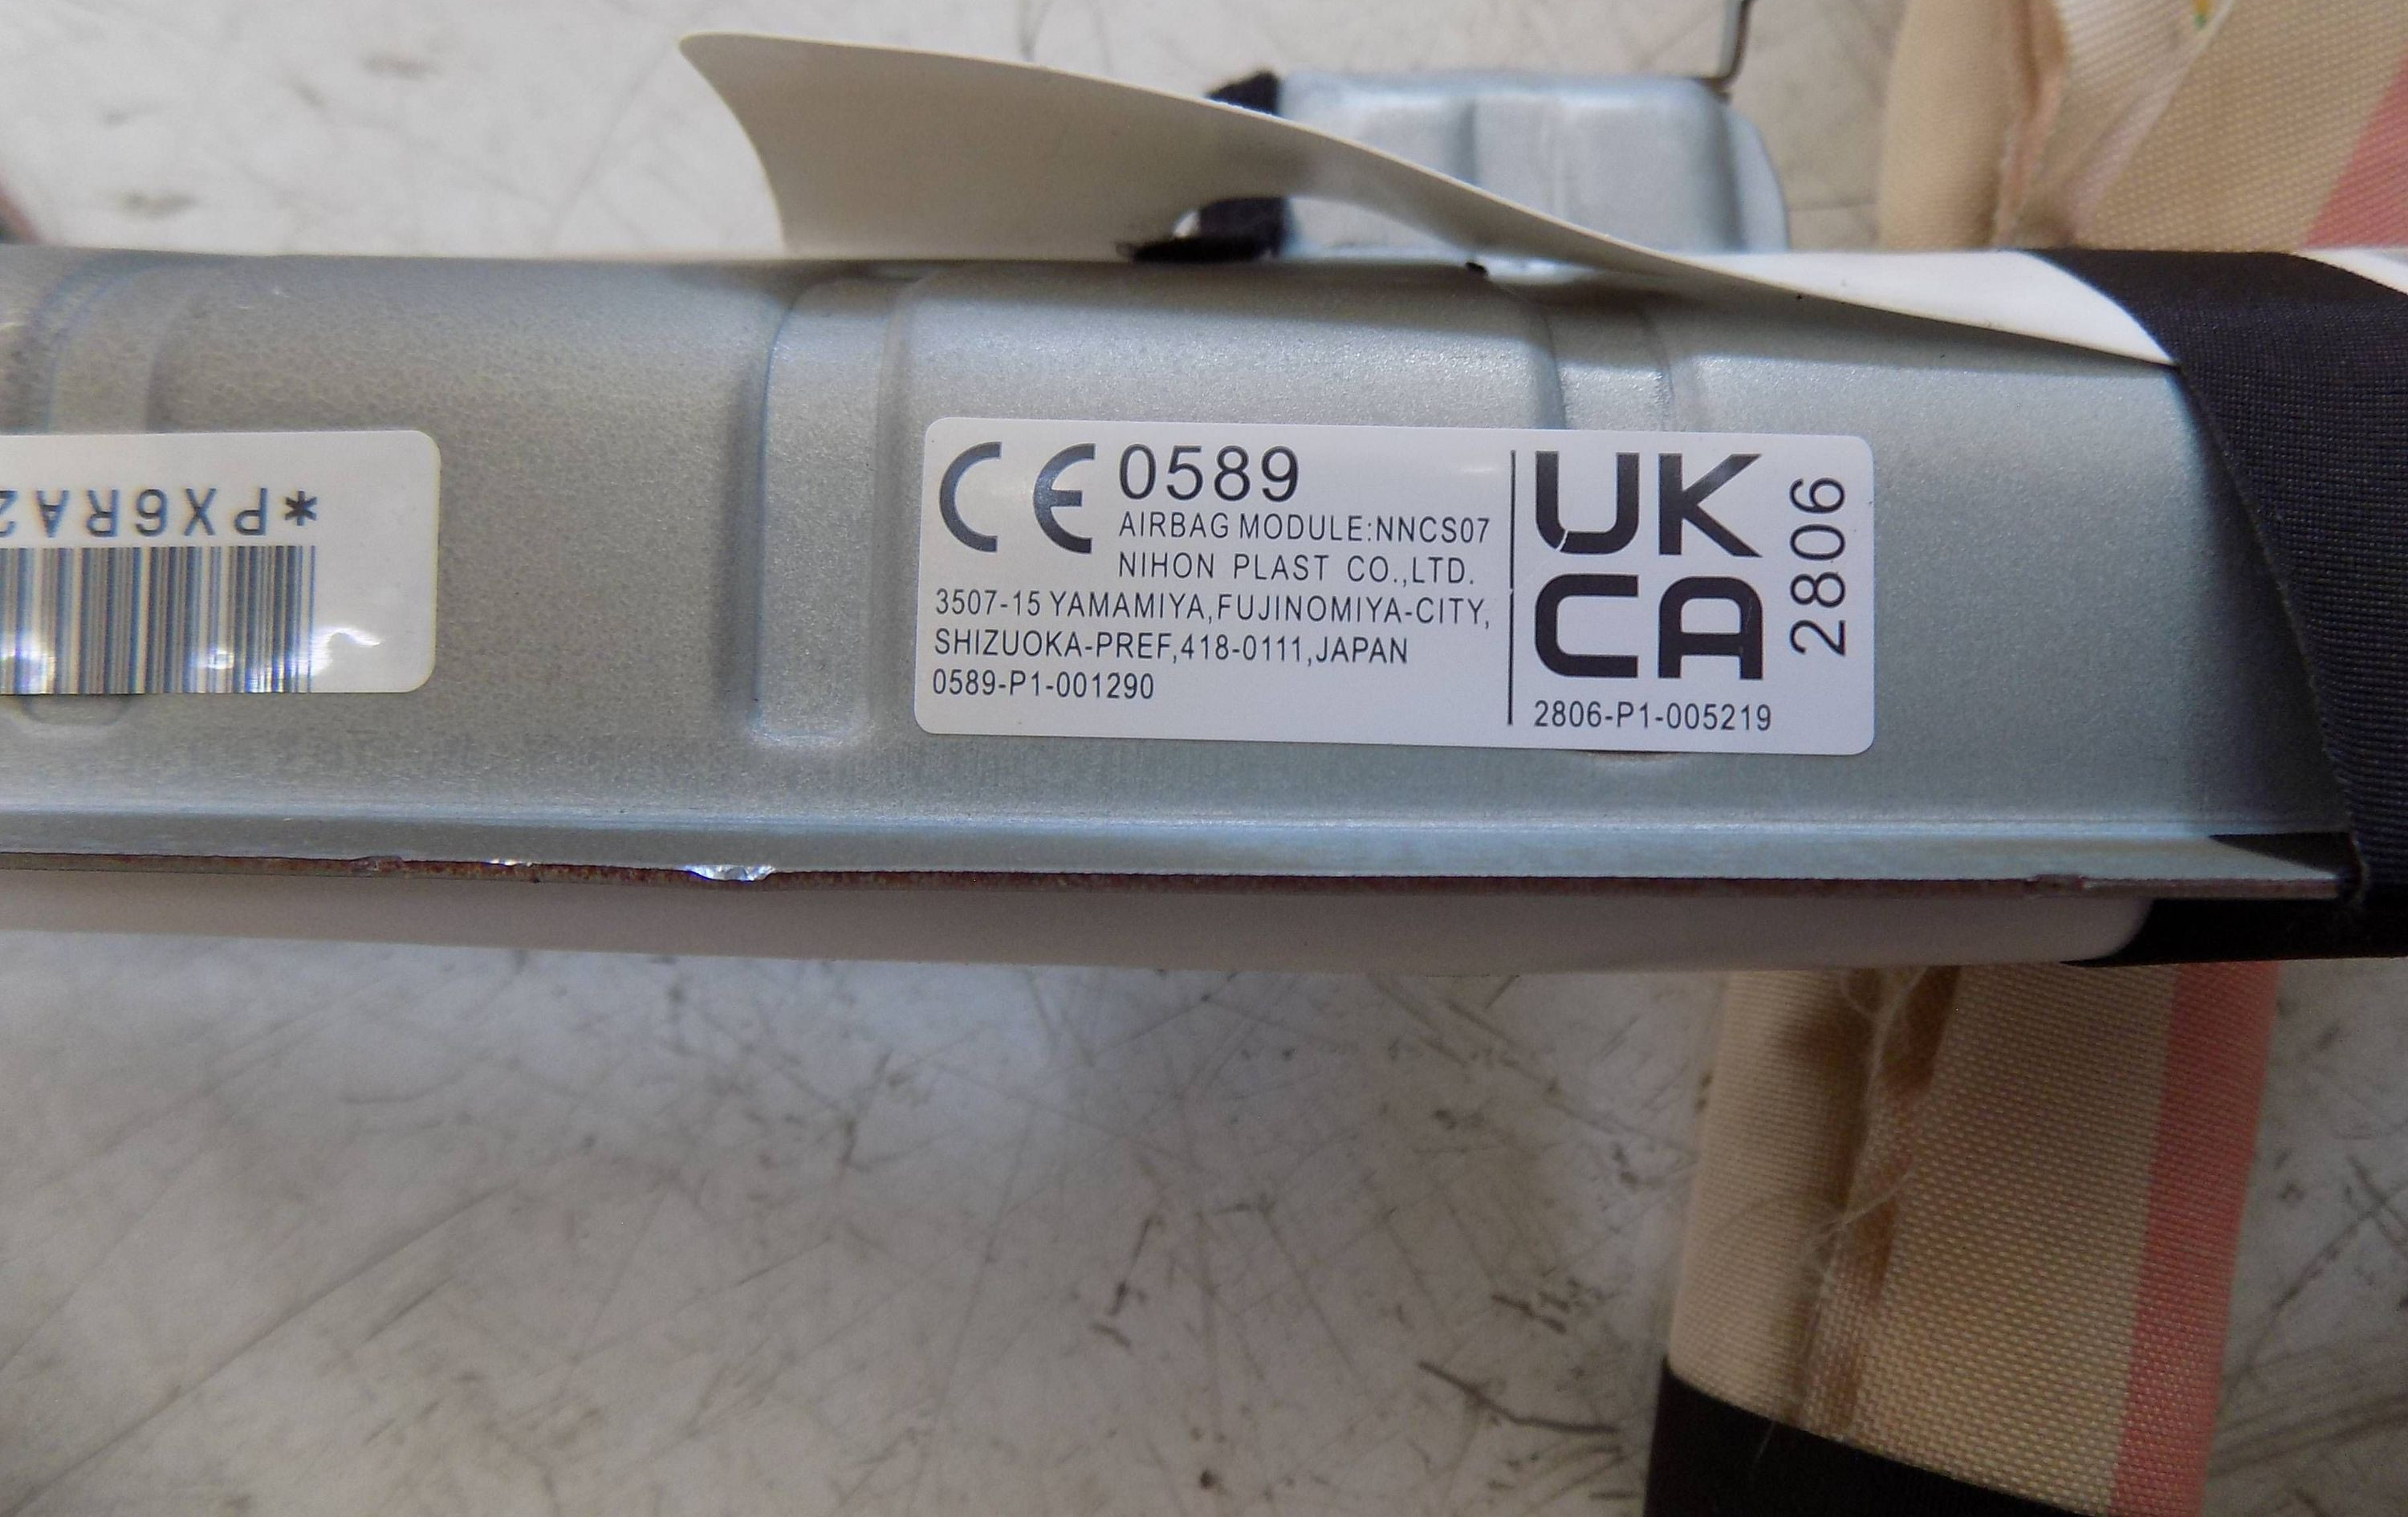 *PX6RA2
CE 0589
AIRBAG MODULE:NNCS07
NIHON PLAST CO.,LTD.
3507-15 YAMAMIYA,FUJINOMIYA-CITY,
SHIZUOKA-PREF,418-0111,JAPAN
0589-P1-001290
UK
CA
2806
2806-P1-005219